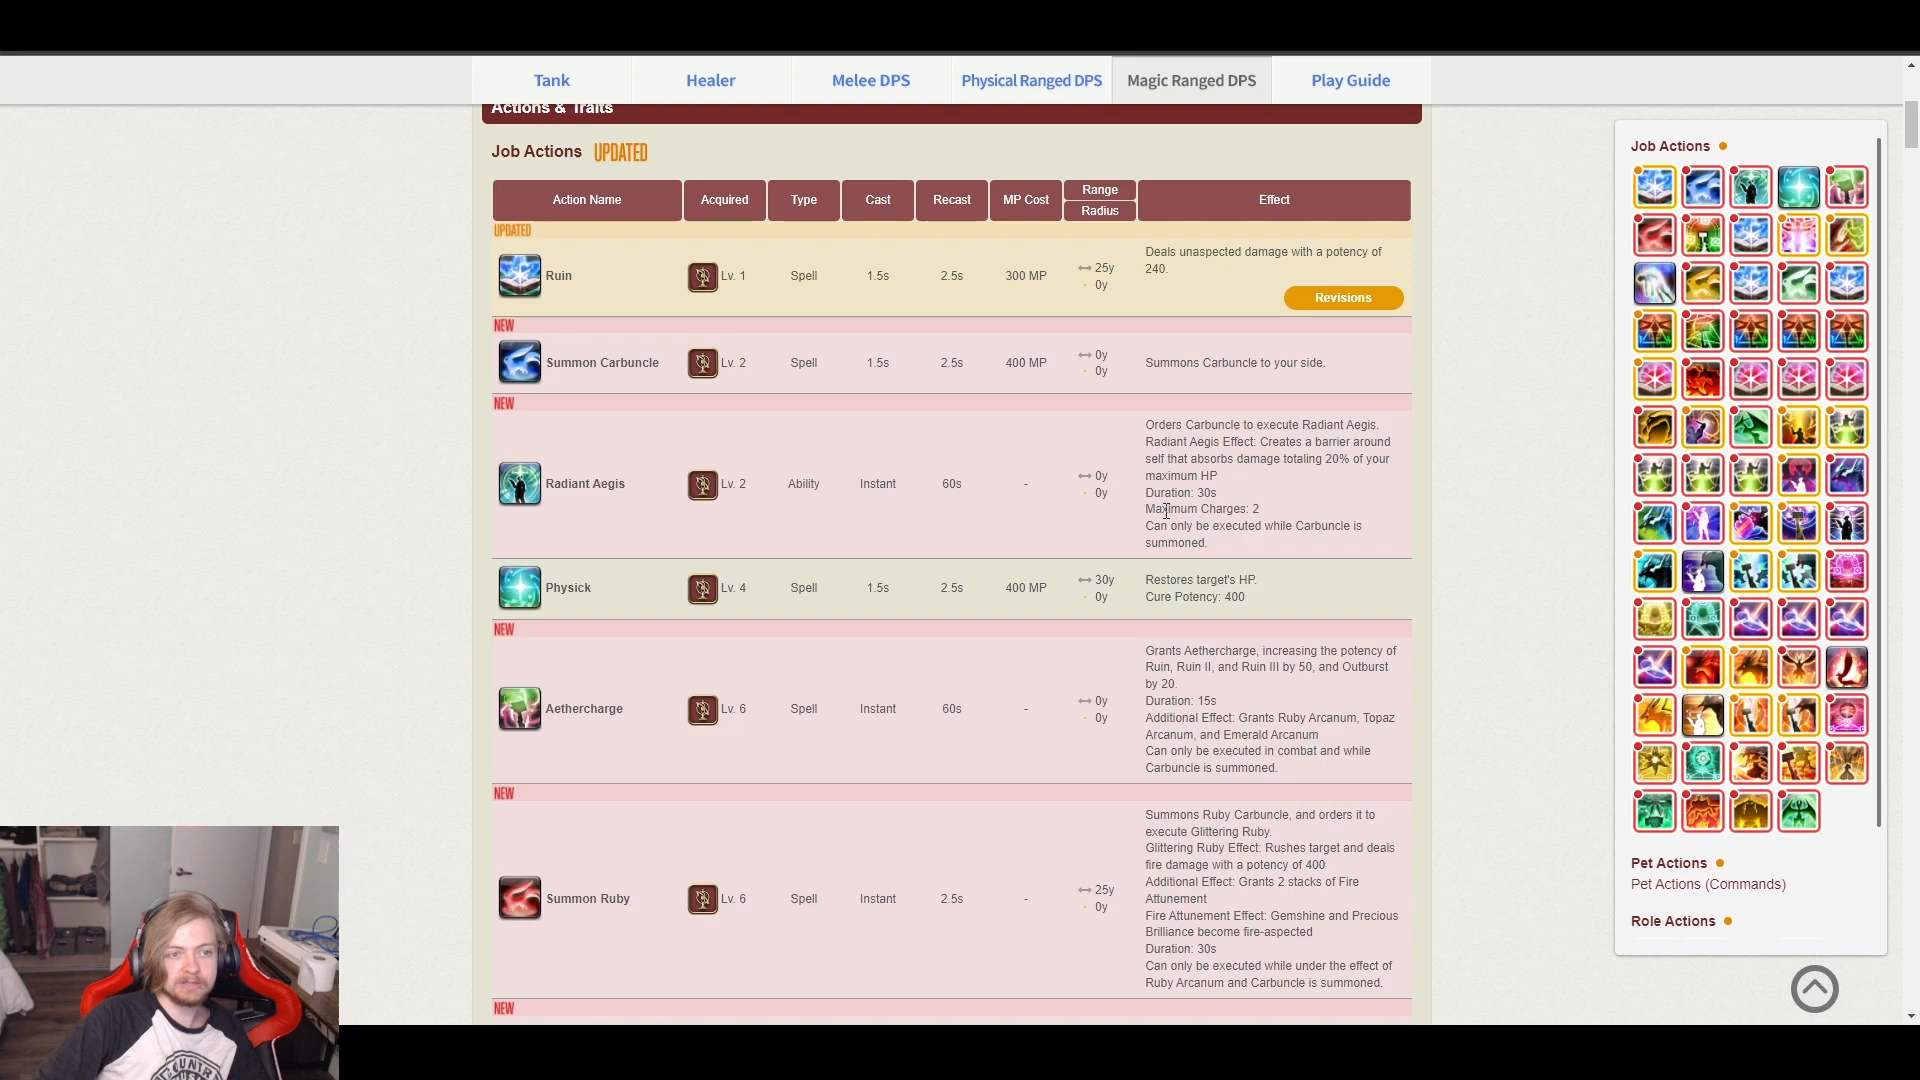 Tank
Healer
Melee DPS
Physical Ranged DPS
Magic Ranged DPS
Play Guide
Actions & Traits
Job Actions UPDATED
Action Name
Acquired
Type
Cast
Recast
MP Cost
Range
Radius
Effect
UPDATED
Ruin
Lv. 1
Spell
1.5s
2.5s
300 MP
25y
0y
Deals unaspected damage with a potency of
240.
Revisions
NEW
Summon Carbuncle
Lv. 2
Spell
1.5s
2.5s
400 MP
0y
0y
Summons Carbuncle to your side.
NEW
Radiant Aegis
Lv. 2
Ability
Instant
60s
-
0y
0y
Orders Carbuncle to execute Radiant Aegis.
Radiant Aegis Effect: Creates a barrier around
self that absorbs damage totaling 20% of your
maximum HP
Duration: 30s
Maximum Charges: 2
Can only be executed while Carbuncle is
summoned.
Physick
Lv. 4
Spell
1.5s
2.5s
400 MP
30y
0y
Restores target's HP.
Cure Potency: 400
NEW
Aethercharge
Lv. 6
Spell
Instant
60s
-
0y
0y
Grants Aethercharge, increasing the potency of
Ruin, Ruin II, and Ruin III by 50, and Outburst
by 20.
Duration: 15s
Additional Effect: Grants Ruby Arcanum, Topaz
Arcanum, and Emerald Arcanum
Can only be executed in combat and while
Carbuncle is summoned.
NEW
Summon Ruby
Lv. 6
Spell
Instant
2.5s
-
25y
0y
Summons Ruby Carbuncle, and orders it to
execute Glittering Ruby.
Glittering Ruby Effect: Rushes target and deals
fire damage with a potency of 400
Additional Effect: Grants 2 stacks of Fire
Attunement
Fire Attunement Effect: Gemshine and Precious
Brilliance become fire-aspected
Duration: 30s
Can only be executed while under the effect of
Ruby Arcanum and Carbuncle is summoned.
NEW
Job Actions
Pet Actions
Pet Actions (Commands)
Role Actions